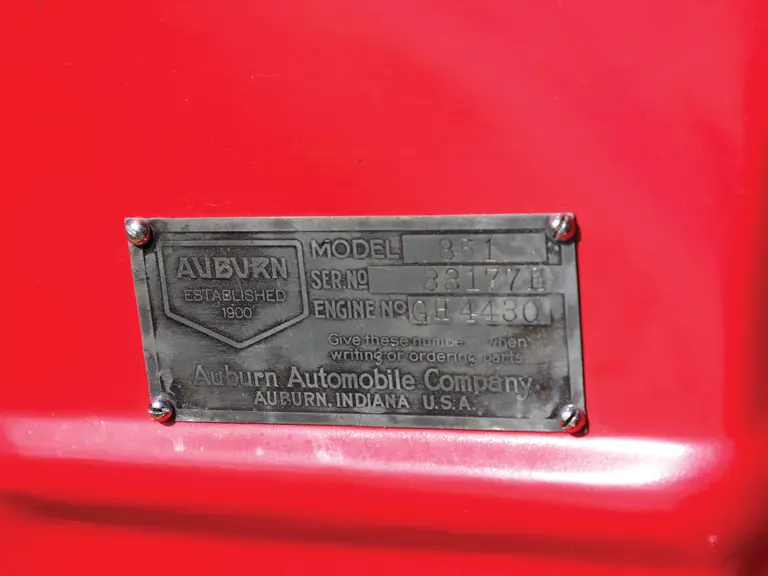 AUBURN
ESTABLISHED
1900
MODEL 851
SER. NO 33177E
ENGINE NO GH 4430
Give these numbers when
writing or ordering parts
Auburn Automobile Company.
AUBURN, INDIANA U.S.A.